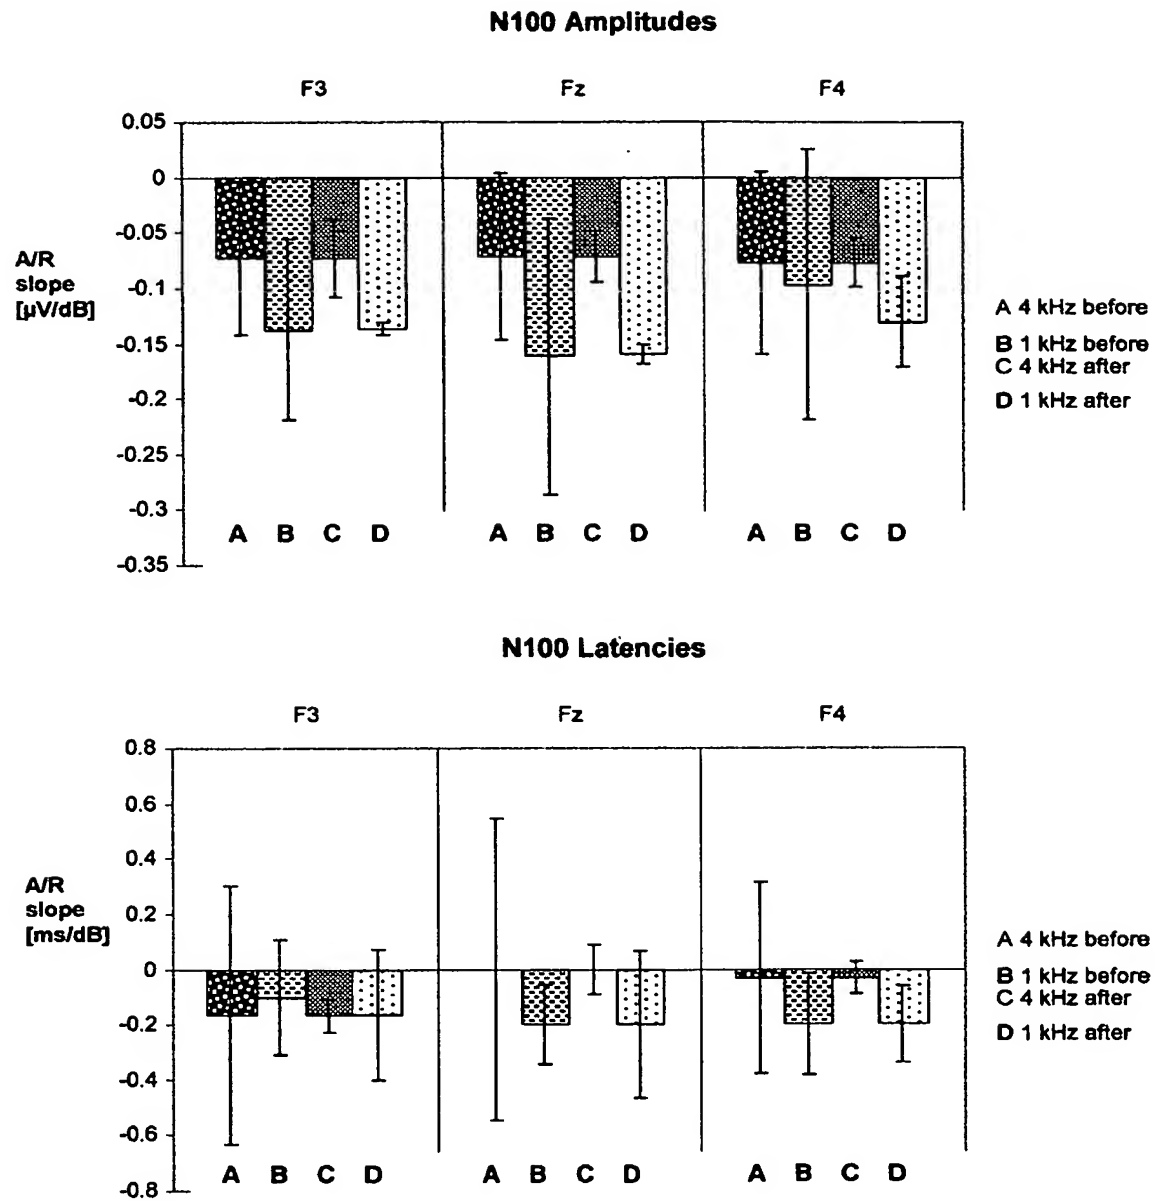 N100 Amplitudes
F3 Fz F4
0.05
0
-0.05
-0.1
-0.15
-0.2
-0.25
-0.3
-0.35
A/R
slope
[µV/dB]
A B C D A B C D A B C D
A 4 kHz before
B 1 kHz before
C 4 kHz after
D 1 kHz after
N100 Latencies
F3 Fz F4
0.8
0.6
0.4
0.2
0
-0.2
-0.4
-0.6
-0.8
A/R
slope
[ms/dB]
A B C D A B C D A B C D
A 4 kHz before
B 1 kHz before
C 4 kHz after
D 1 kHz after